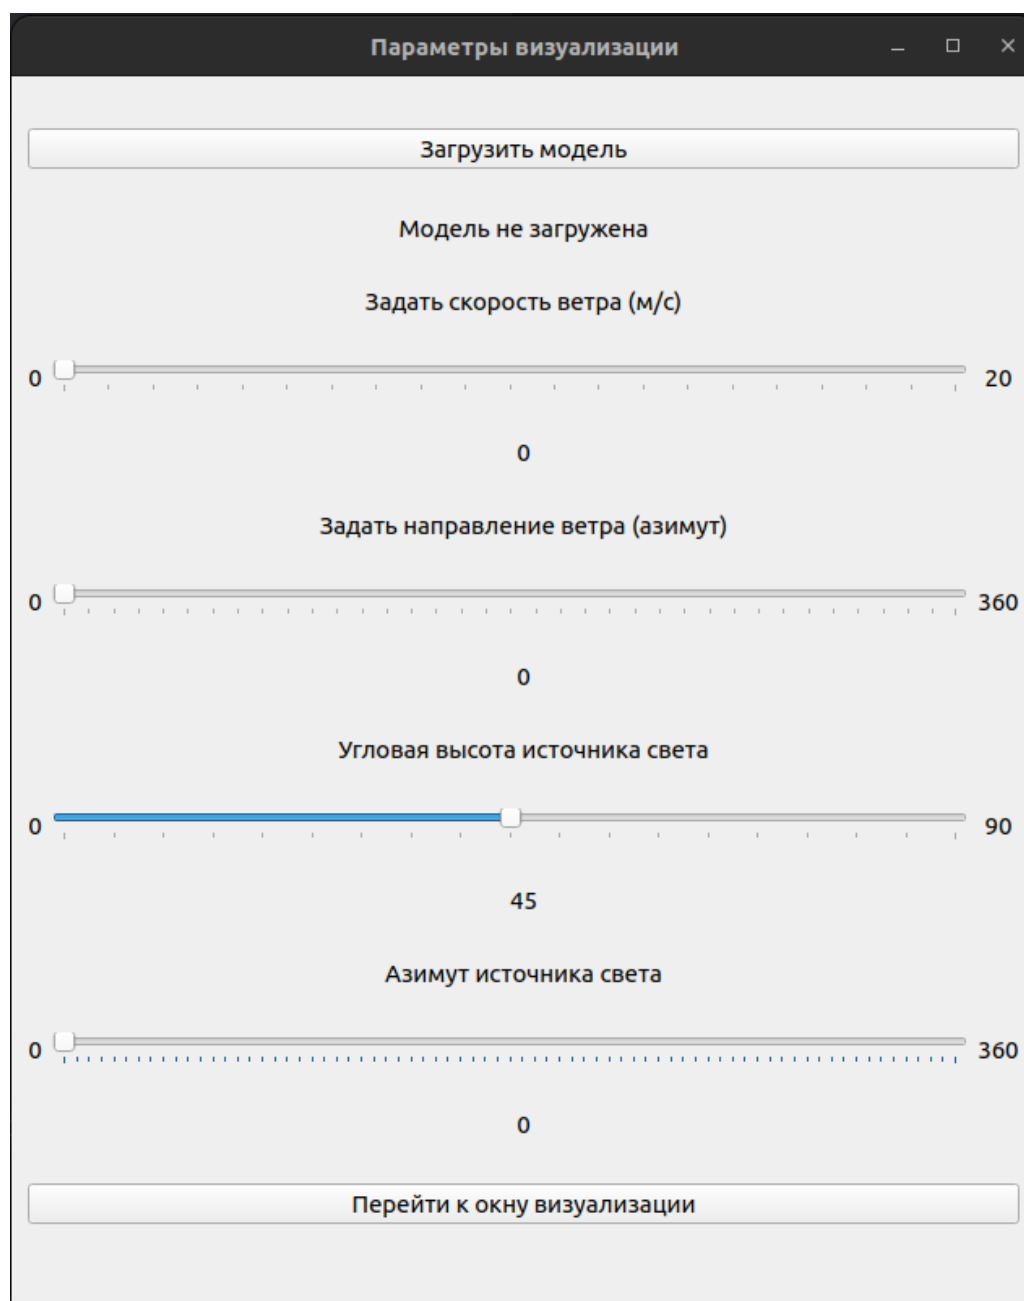 Параметры визуализации
Загрузить модель
Модель не загружена
Задать скорость ветра (м/с)
0 20
0
Задать направление ветра (азимут)
0 360
0
Угловая высота источника света
0 90
45
Азимут источника света
0 360
0
Перейти к окну визуализации